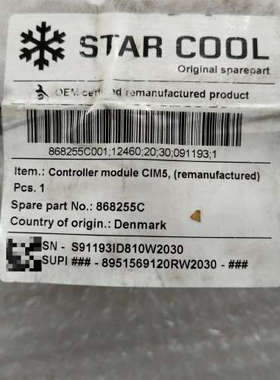 STAR COOL
Original sparepart
OEM certified remanufactured product
868255C001;12460;20;30;091193;1
Item.: Controller module CIM5, (remanufactured)
Pcs. 1
Spare part No.: 868255C
Country of origin.: Denmark
SN - S91193ID810W2030
SUPI ### - 8951569120RW2030 - ###